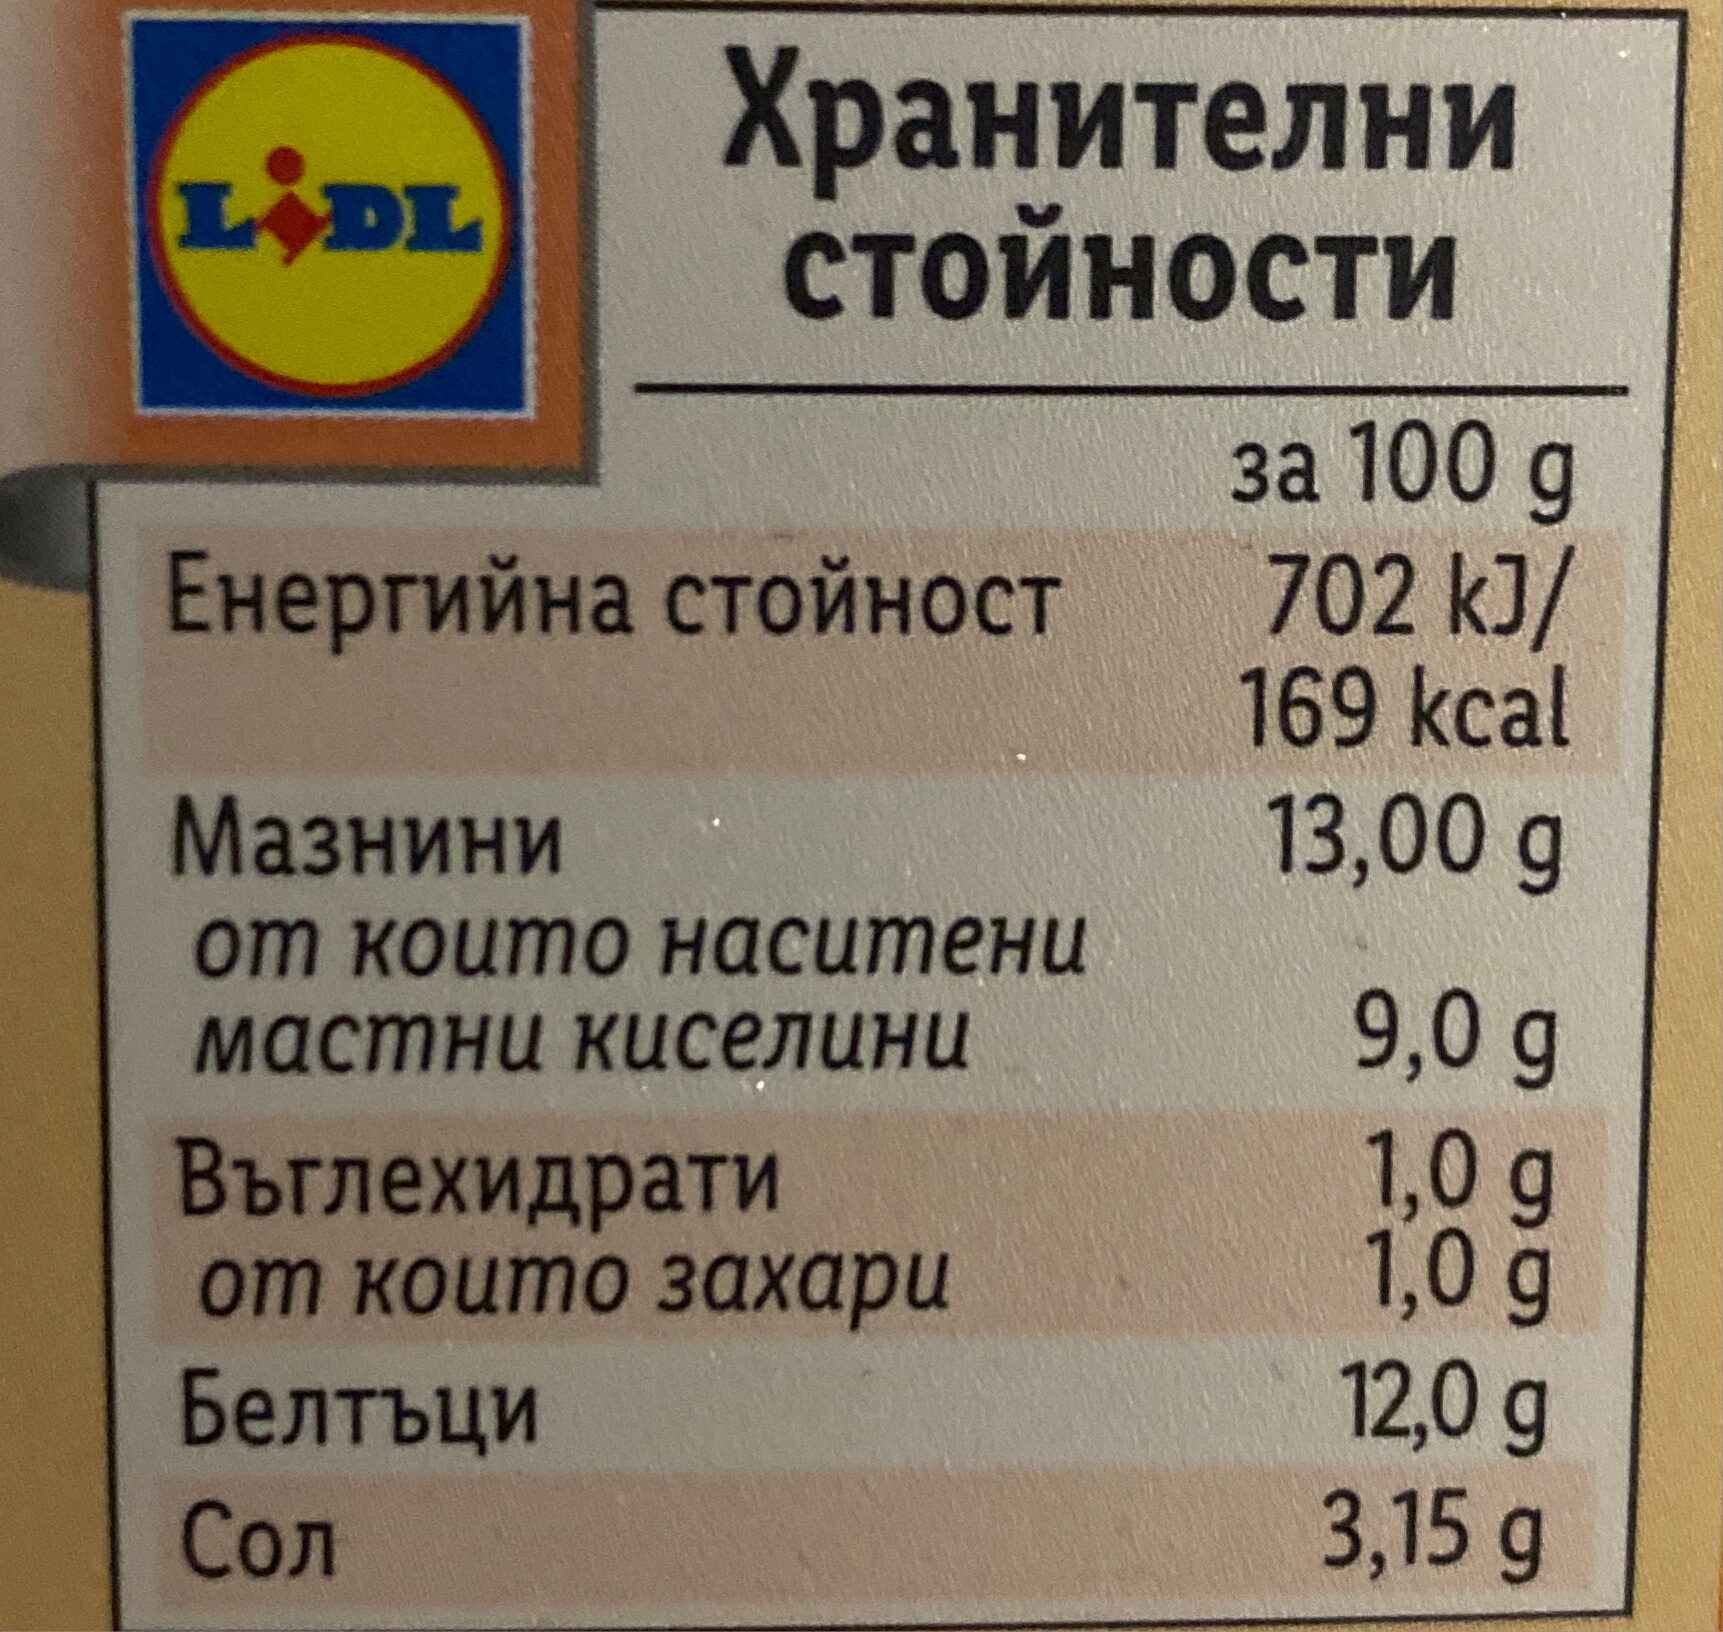 LiDL
Хранителни
стойности
за 100 g
Енергийна стойност 702 kJ/
169 kcal
Мазнини 13,00 g
от които наситени
мастни киселини 9,0 g
Въглехидрати 1,0 g
от които захари 1,0 g
Белтъци 12,0 g
Сол 3,15 g